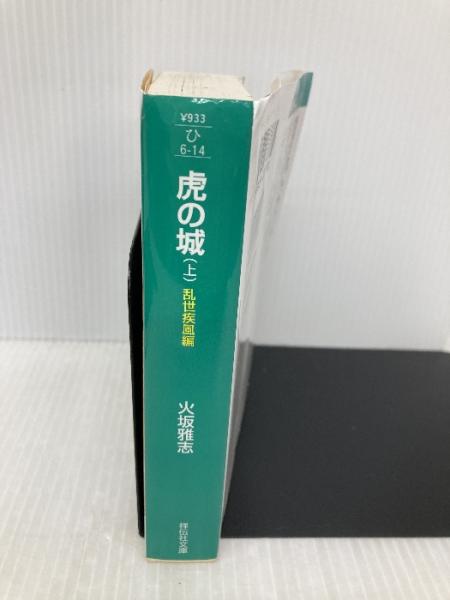 ¥933
ひ
6-14
虎の城(上)
乱世疾風編
火坂雅志
祥伝社文庫